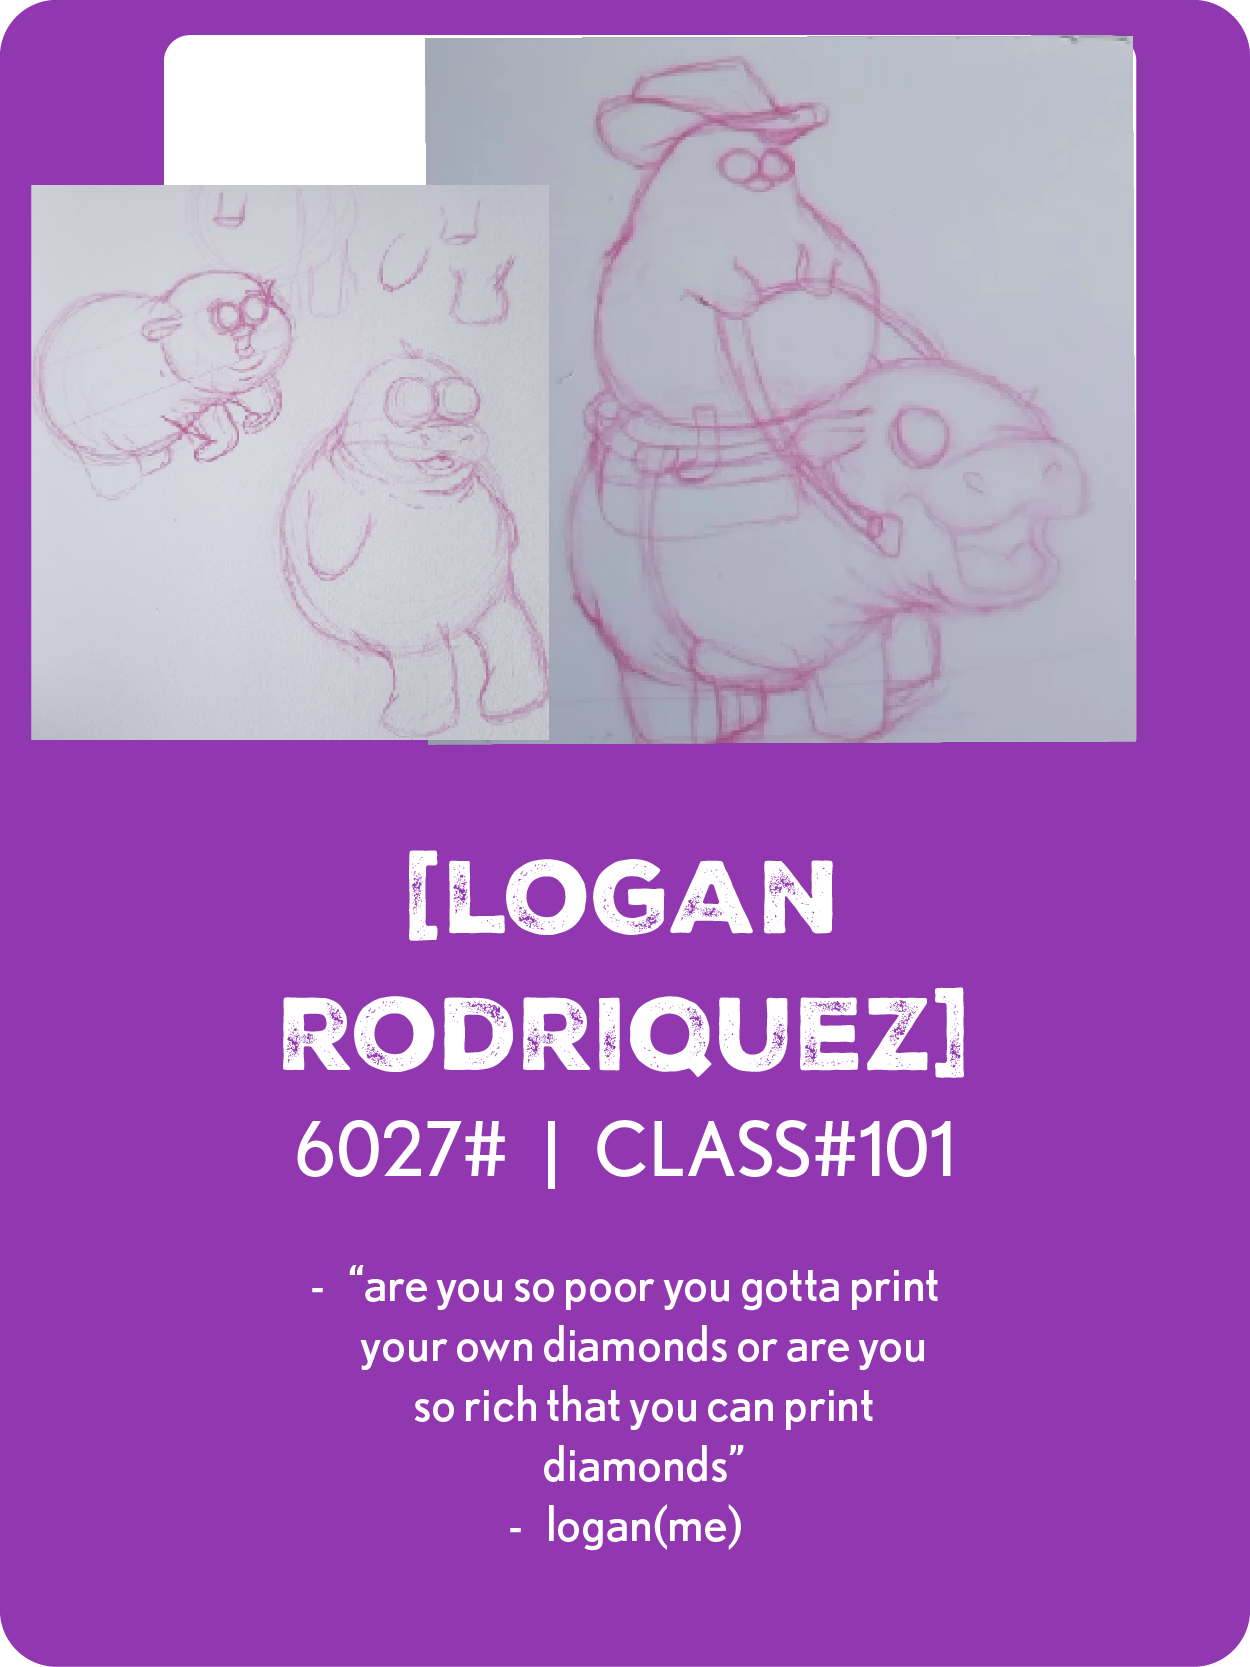 [LOGAN
RODRIQUEZ]
6027# | CLASS#101
- “are you so poor you gotta print
your own diamonds or are you
so rich that you can print
diamonds”
- logan(me)